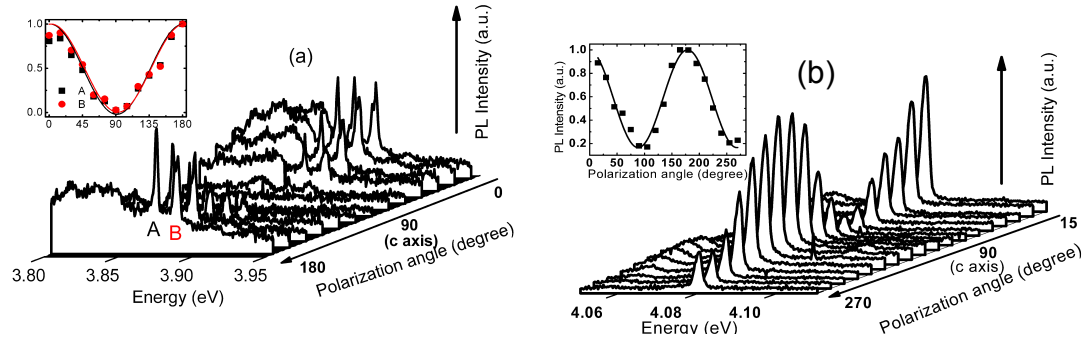 (a)
1.0
0.5
0.0
A
B
0 45 90 135 180
PL Intensity (a.u.)
A
B
3.80 3.85 3.90 3.95
Energy (eV)
0
90
(c axis)
180
Polarization angle (degree)
(b)
PL Intensity (a.u.)
1.0
0.8
0.6
0.4
0.2
0 50 100 150 200 250
Polarization angle (degree)
PL Intensity (a.u.)
4.06 4.08 4.10
Energy (eV)
15
90
(c axis)
270
Polarization angle (degree)